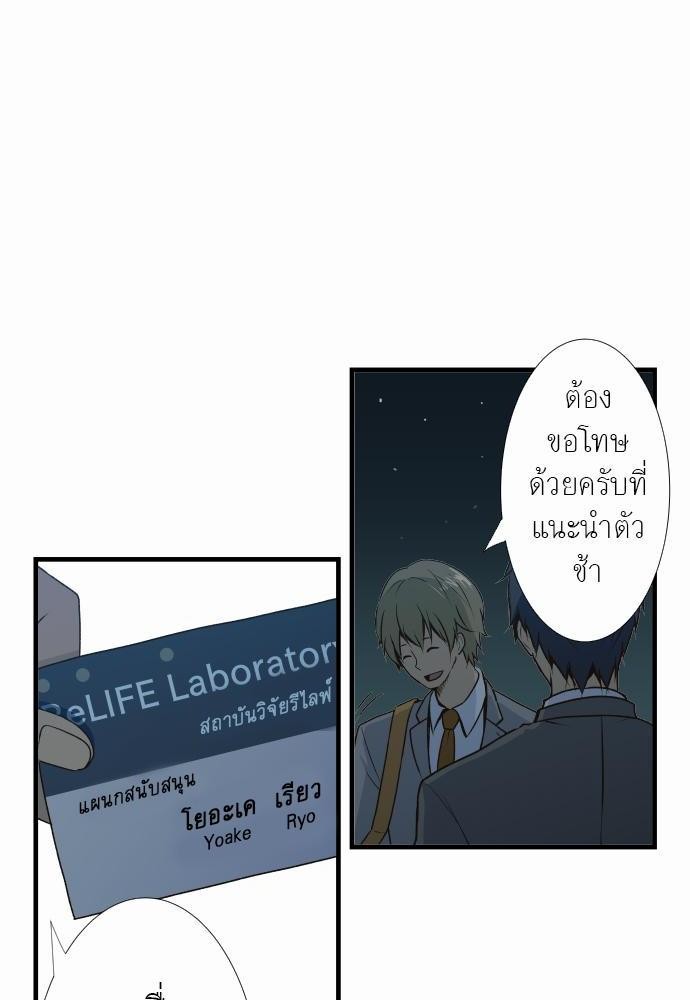 ต้อง
ขอโทษ
ด้วยครับที่
แนะนำตัว
ช้า
ReLIFE Laboratory
สถาบันวิจัยรีไลฟ์
แผนกสนับสนุน
โยอะเค เรียว
Yoake Ryo